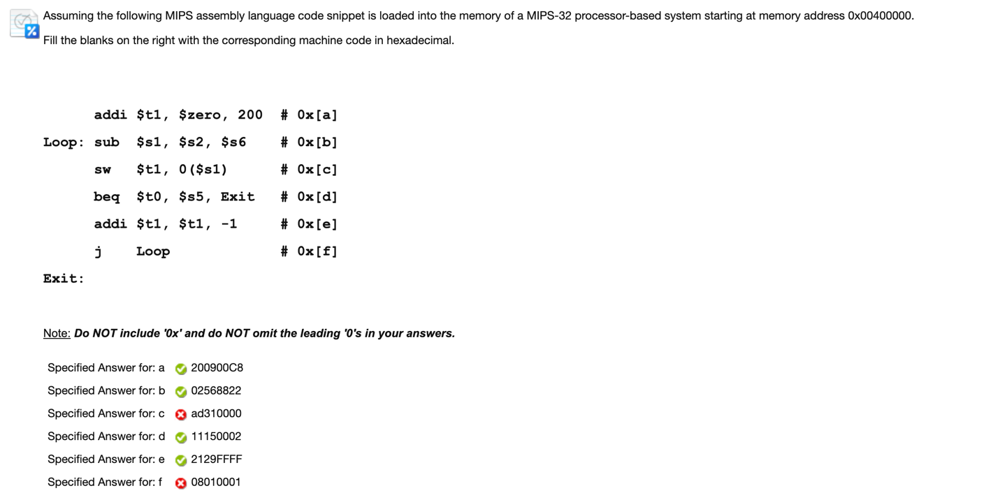 Assuming the following MIPS assembly language code snippet is loaded into the memory of a MIPS-32 processor-based system starting at memory address 0x00400000.
Fill the blanks on the right with the corresponding machine code in hexadecimal.
addi $t1, $zero, 200 # 0x[a]
Loop: sub $s1, $s2, $s6 # 0x[b]
sw $t1, 0($s1) # 0x[c]
beq $t0, $s5, Exit # 0x[d]
addi $t1, $t1, -1 # 0x[e]
j Loop # 0x[f]
Exit:
Note: Do NOT include '0x' and do NOT omit the leading '0's in your answers.
Specified Answer for: a 200900C8
Specified Answer for: b 02568822
Specified Answer for: c ad310000
Specified Answer for: d 11150002
Specified Answer for: e 2129FFFF
Specified Answer for: f 08010001